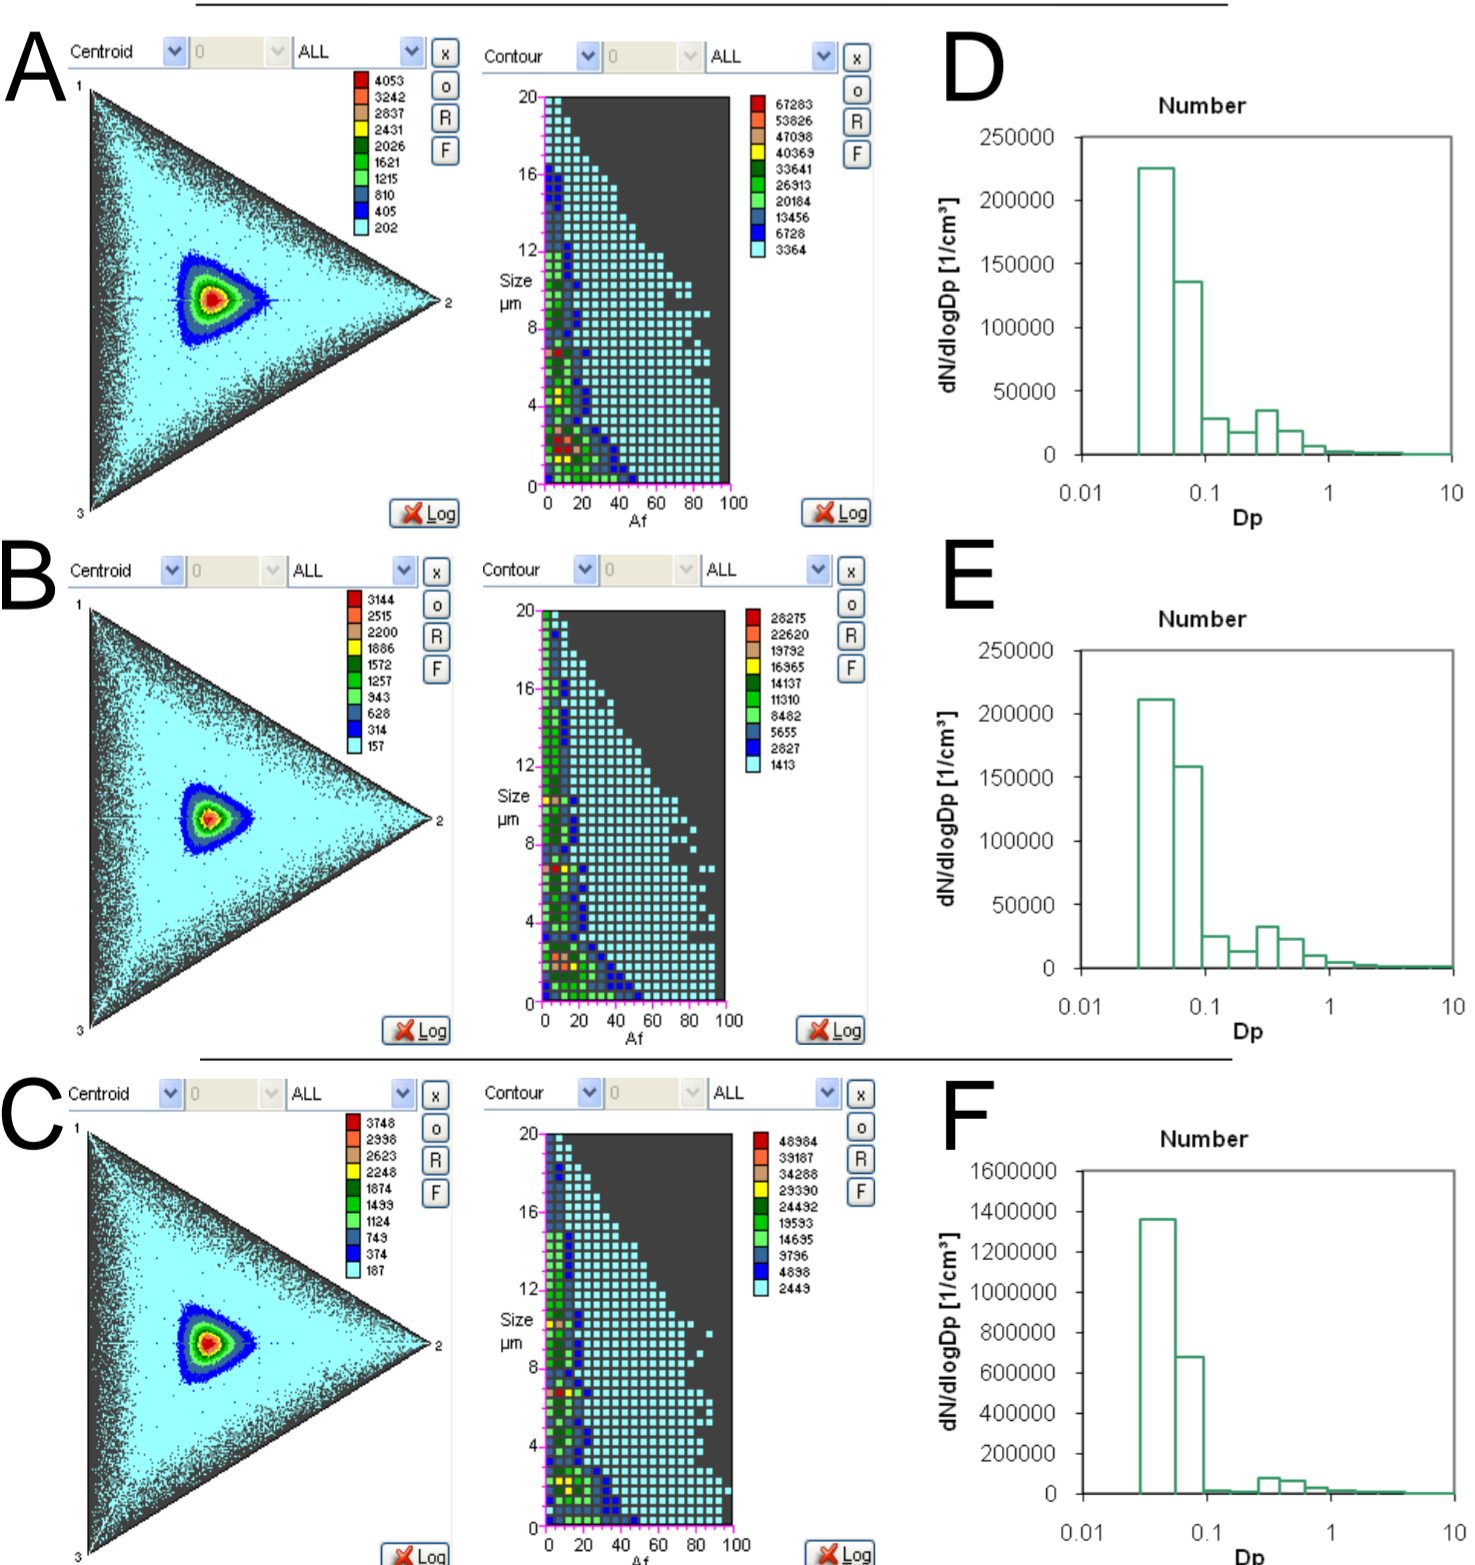 A
Centroid 0 ALL x
o
R
F
1
2
3
4053
3242
2837
2431
2026
1621
1215
810
405
202
Log
Contour 0 ALL x
o
R
F
67283
53826
47098
40369
33641
26913
20184
13456
6728
3364
20
16
12
Size
µm
8
4
0
0 20 40 60 80 100
Af
Log
D
Number
dN/dlogDp [1/cm³]
250000
200000
150000
100000
50000
0
0.01 0.1 1 10
Dp
B
Centroid 0 ALL x
o
R
F
1
2
3
3144
2515
2200
1886
1572
1257
943
628
314
157
Log
Contour 0 ALL x
o
R
F
28275
22620
19792
16965
14137
11310
8482
5655
2827
1413
20
16
12
Size
µm
8
4
0
0 20 40 60 80 100
Af
Log
E
Number
dN/dlogDp [1/cm³]
250000
200000
150000
100000
50000
0
0.01 0.1 1 10
Dp
C
Centroid 0 ALL x
o
R
F
1
2
3
3748
2998
2623
2248
1874
1499
1124
749
374
187
Log
Contour 0 ALL x
o
R
F
48984
39187
34288
29390
24492
19593
14695
9796
4898
2449
20
16
12
Size
µm
8
4
0
0 20 40 60 80 100
Af
Log
F
Number
dN/dlogDp [1/cm³]
1600000
1400000
1200000
1000000
800000
600000
400000
200000
0
0.01 0.1 1 10
Dp